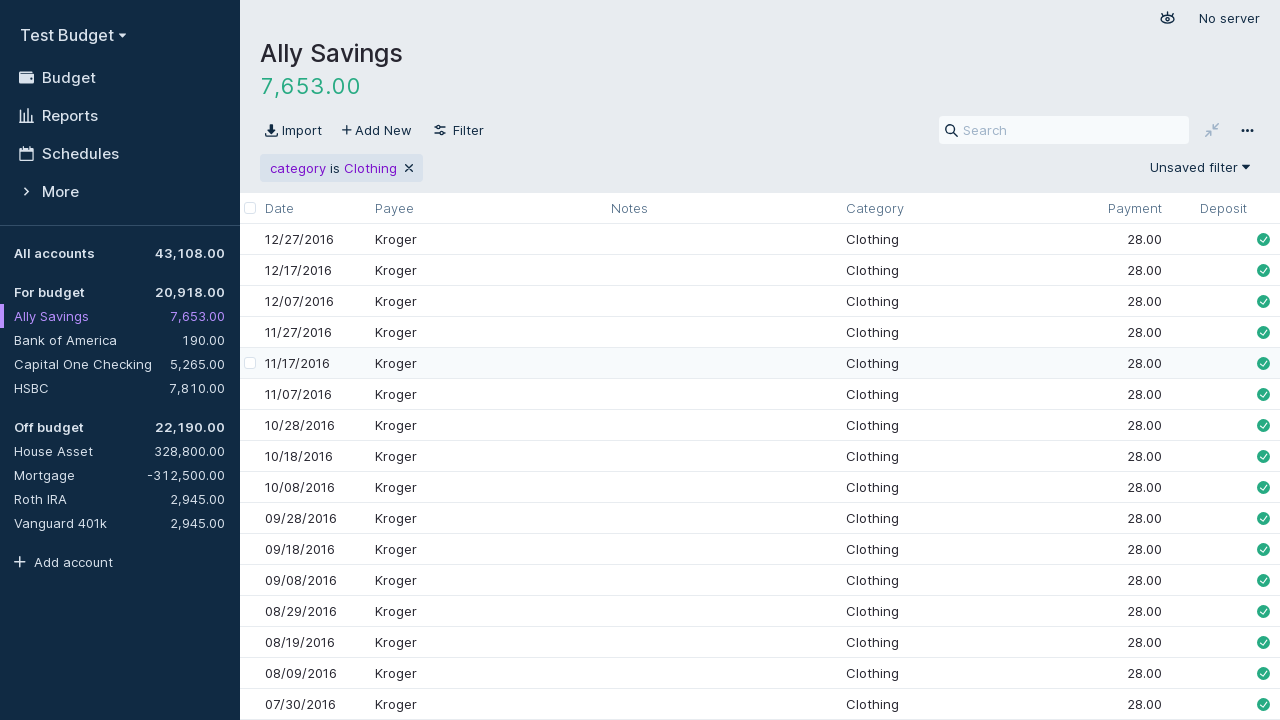 Test Budget
Budget
Reports
Schedules
More
All accounts 43,108.00
For budget 20,918.00
Ally Savings 7,653.00
Bank of America 190.00
Capital One Checking 5,265.00
HSBC 7,810.00
Off budget 22,190.00
House Asset 328,800.00
Mortgage -312,500.00
Roth IRA 2,945.00
Vanguard 401k 2,945.00
Add account
No server
Ally Savings
7,653.00
Import Add New Filter Search
category is Clothing Unsaved filter
Date Payee Notes Category Payment Deposit
12/27/2016 Kroger Clothing 28.00
12/17/2016 Kroger Clothing 28.00
12/07/2016 Kroger Clothing 28.00
11/27/2016 Kroger Clothing 28.00
11/17/2016 Kroger Clothing 28.00
11/07/2016 Kroger Clothing 28.00
10/28/2016 Kroger Clothing 28.00
10/18/2016 Kroger Clothing 28.00
10/08/2016 Kroger Clothing 28.00
09/28/2016 Kroger Clothing 28.00
09/18/2016 Kroger Clothing 28.00
09/08/2016 Kroger Clothing 28.00
08/29/2016 Kroger Clothing 28.00
08/19/2016 Kroger Clothing 28.00
08/09/2016 Kroger Clothing 28.00
07/30/2016 Kroger Clothing 28.00